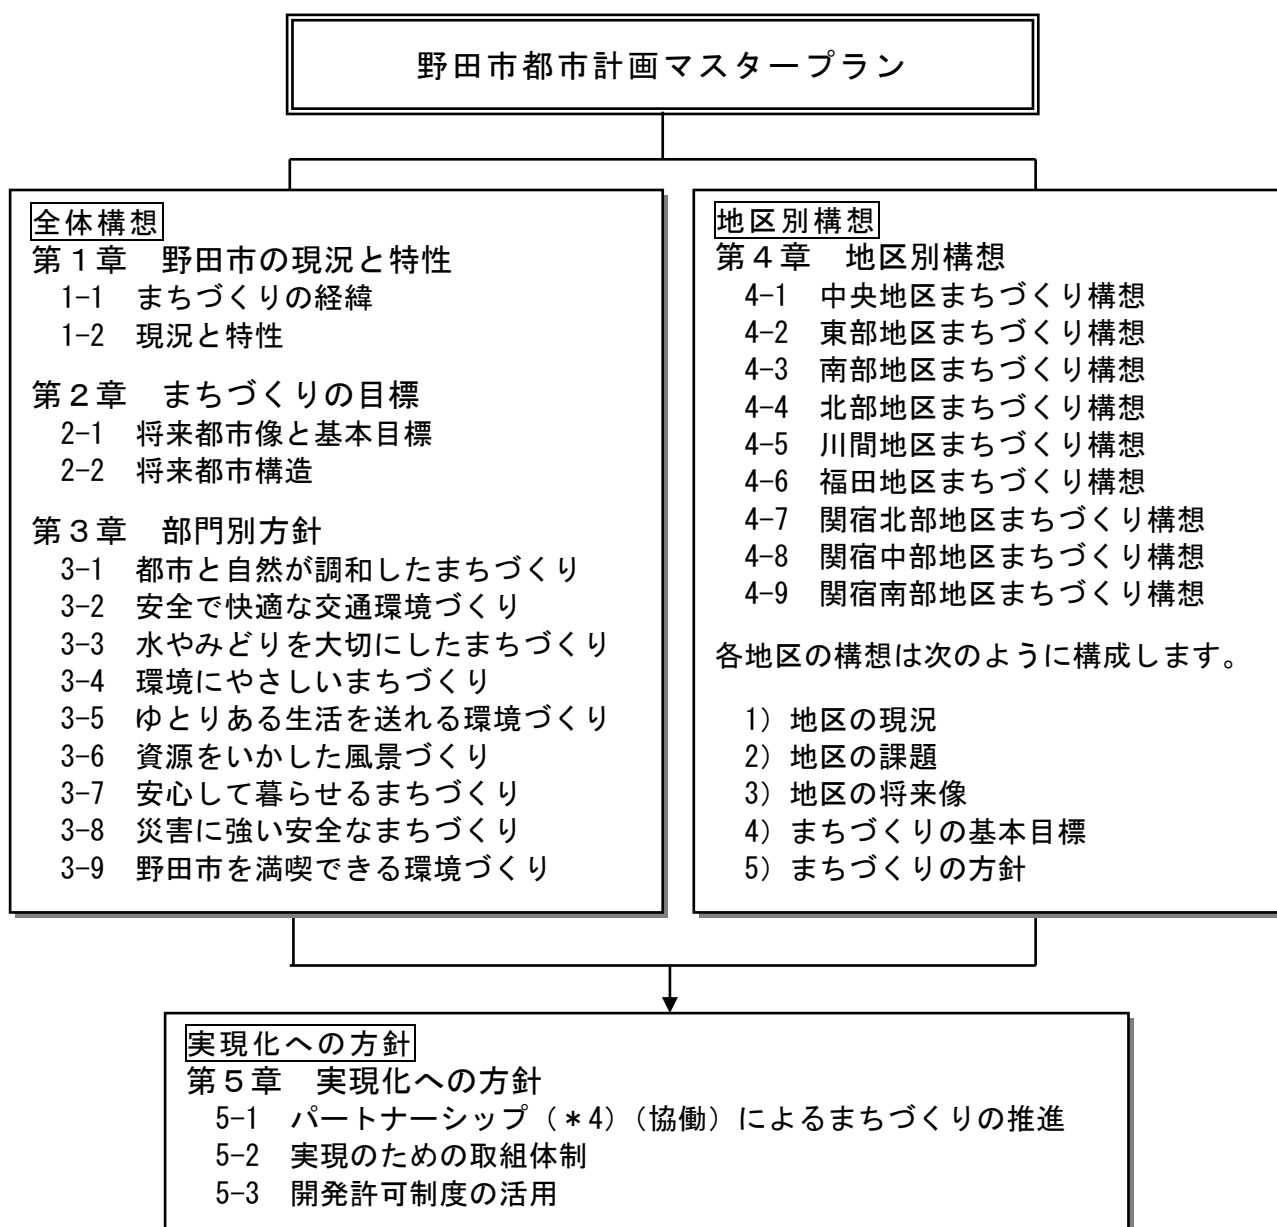 野田市都市計画マスタープラン
全体構想
第１章　野田市の現況と特性
1-1　まちづくりの経緯
1-2　現況と特性
第２章　まちづくりの目標
2-1　将来都市像と基本目標
2-2　将来都市構造
第３章　部門別方針
3-1　都市と自然が調和したまちづくり
3-2　安全で快適な交通環境づくり
3-3　水やみどりを大切にしたまちづくり
3-4　環境にやさしいまちづくり
3-5　ゆとりある生活を送れる環境づくり
3-6　資源をいかした風景づくり
3-7　安心して暮らせるまちづくり
3-8　災害に強い安全なまちづくり
3-9　野田市を満喫できる環境づくり
地区別構想
第４章　地区別構想
4-1　中央地区まちづくり構想
4-2　東部地区まちづくり構想
4-3　南部地区まちづくり構想
4-4　北部地区まちづくり構想
4-5　川間地区まちづくり構想
4-6　福田地区まちづくり構想
4-7　関宿北部地区まちづくり構想
4-8　関宿中部地区まちづくり構想
4-9　関宿南部地区まちづくり構想
各地区の構想は次のように構成します。
1）地区の現況
2）地区の課題
3）地区の将来像
4）まちづくりの基本目標
5）まちづくりの方針
実現化への方針
第５章　実現化への方針
5-1　パートナーシップ（＊4）（協働）によるまちづくりの推進
5-2　実現のための取組体制
5-3　開発許可制度の活用